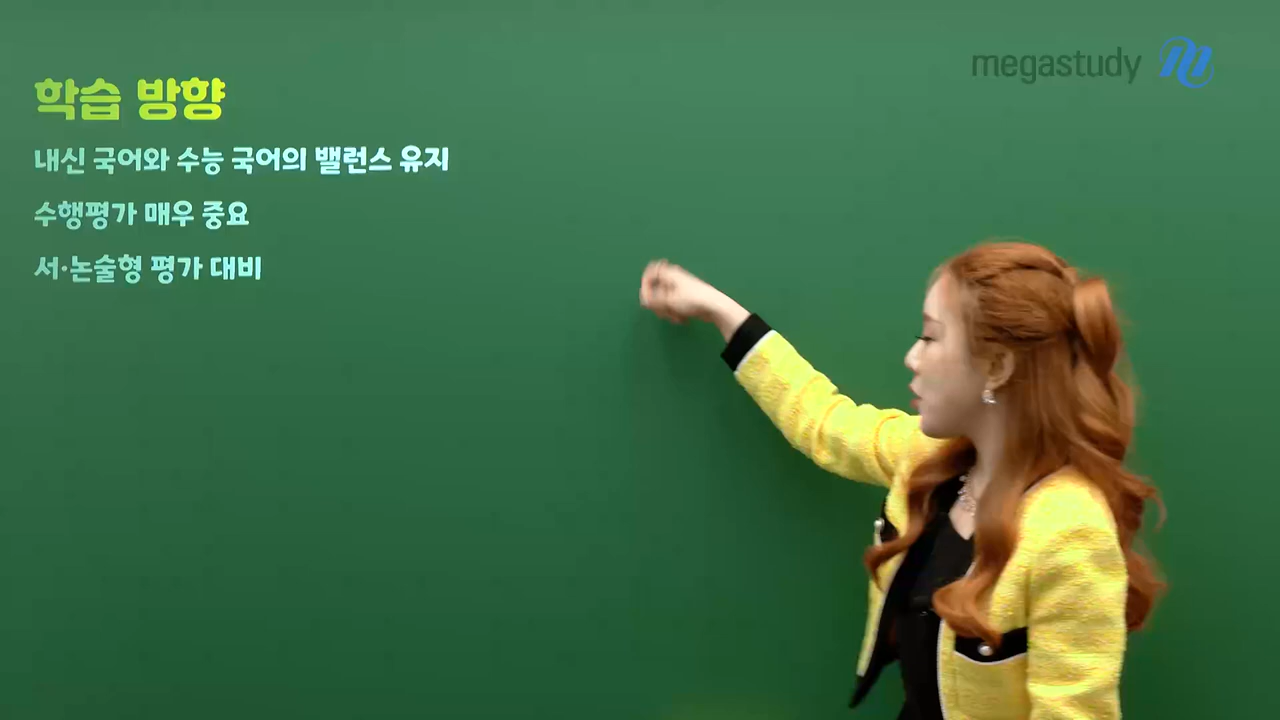 megastudy
학습 방향
내신 국어와 수능 국어의 밸런스 유지
수행평가 매우 중요
서·논술형 평가 대비